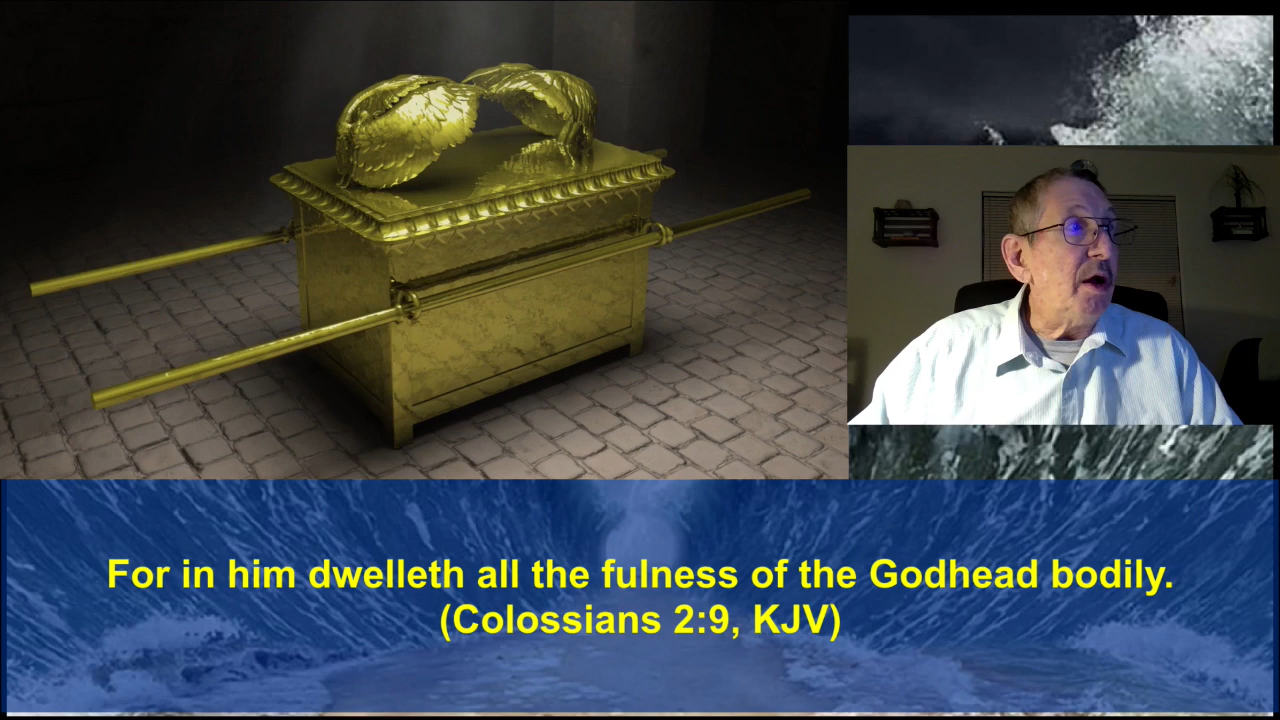 For in him dwelleth all the fulness of the Godhead bodily.
(Colossians 2:9, KJV)